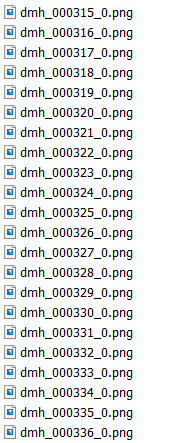 dmh_000315_0.png
dmh_000316_0.png
dmh_000317_0.png
dmh_000318_0.png
dmh_000319_0.png
dmh_000320_0.png
dmh_000321_0.png
dmh_000322_0.png
dmh_000323_0.png
dmh_000324_0.png
dmh_000325_0.png
dmh_000326_0.png
dmh_000327_0.png
dmh_000328_0.png
dmh_000329_0.png
dmh_000330_0.png
dmh_000331_0.png
dmh_000332_0.png
dmh_000333_0.png
dmh_000334_0.png
dmh_000335_0.png
dmh_000336_0.png